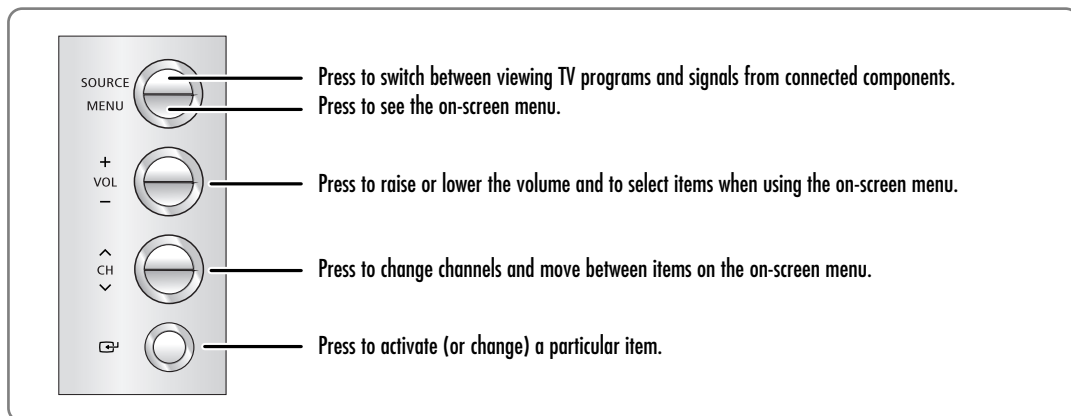 SOURCE
MENU
Press to switch between viewing TV programs and signals from connected components.
Press to see the on-screen menu.
+
VOL
−
Press to raise or lower the volume and to select items when using the on-screen menu.
CH
Press to change channels and move between items on the on-screen menu.
Press to activate (or change) a particular item.